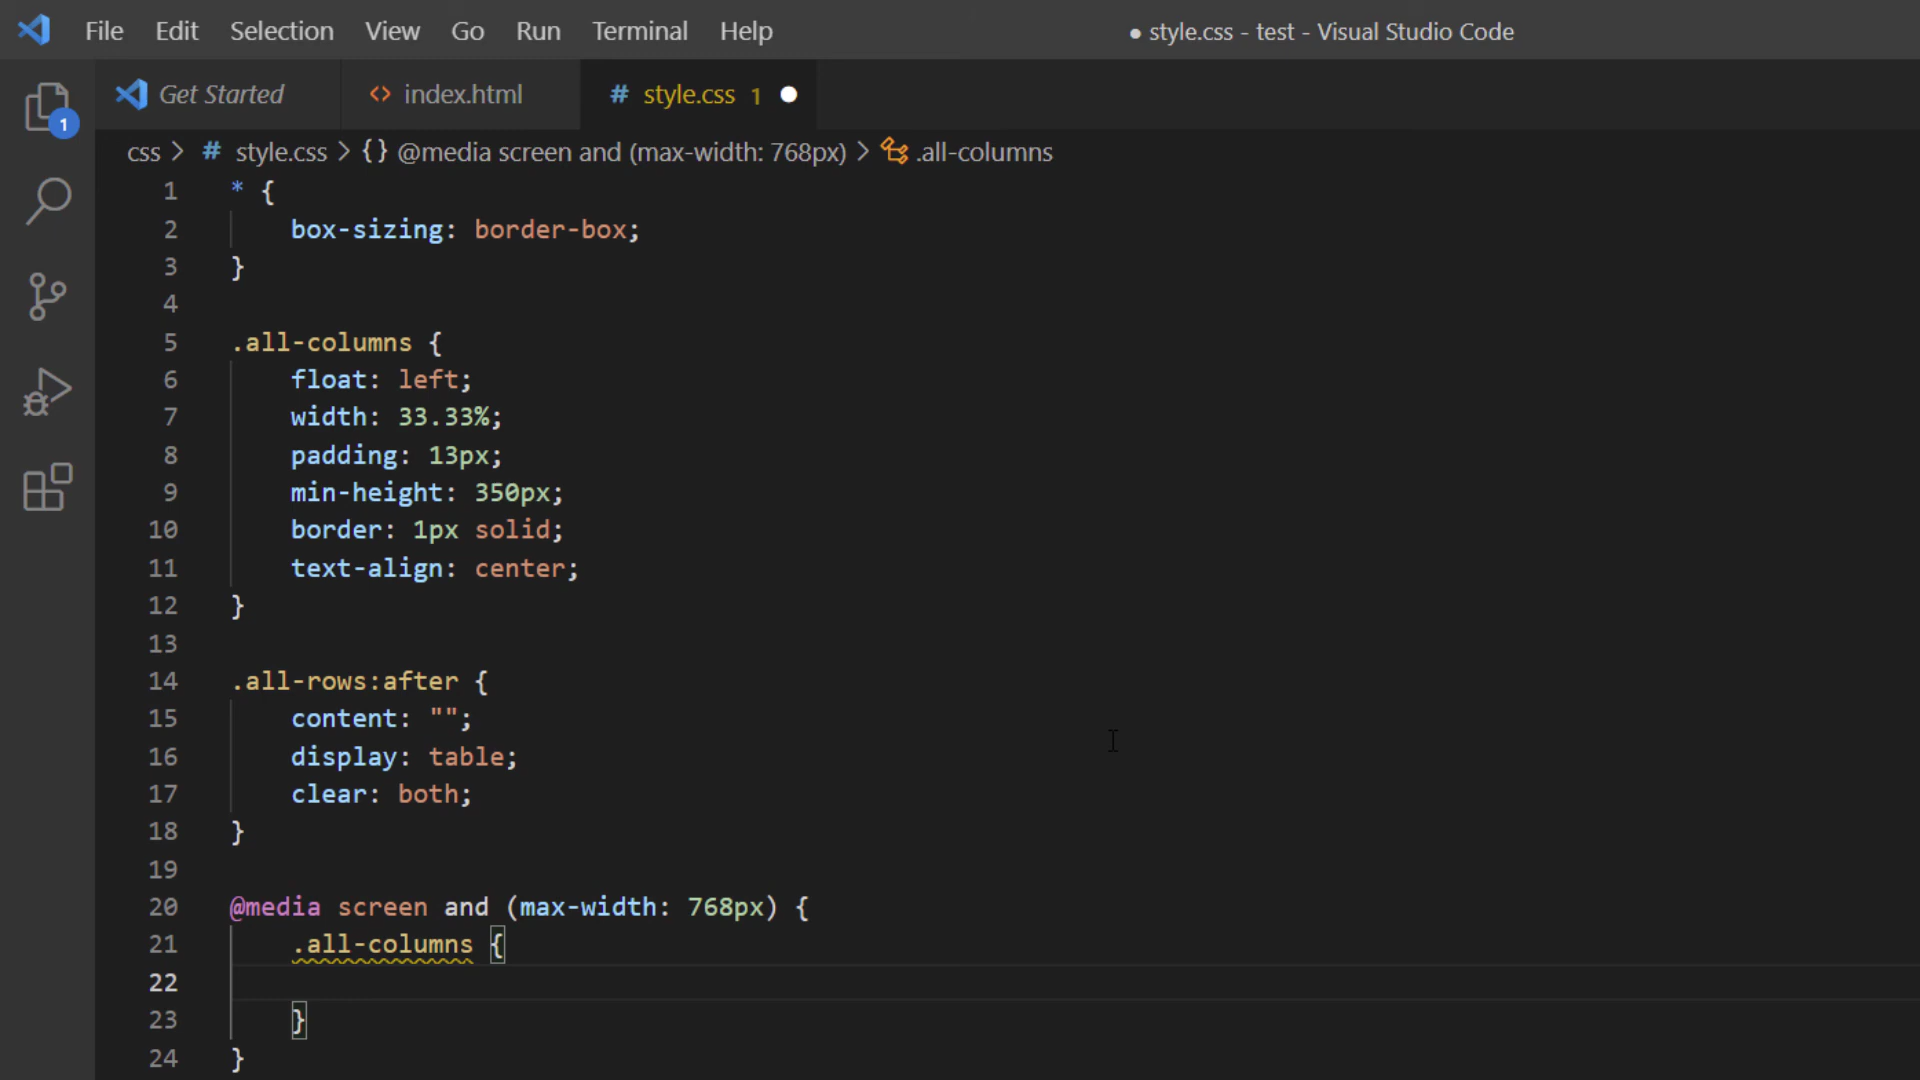 File Edit Selection View Go Run Terminal Help ● style.css - test - Visual Studio Code
1 Get Started <> index.html # style.css 1 ●
css > # style.css > {} @media screen and (max-width: 768px) > .all-columns
1 * {
2 box-sizing: border-box;
3 }
4
5 .all-columns {
6 float: left;
7 width: 33.33%;
8 padding: 13px;
9 min-height: 350px;
10 border: 1px solid;
11 text-align: center;
12 }
13
14 .all-rows:after {
15 content: "";
16 display: table;
17 clear: both;
18 }
19
20 @media screen and (max-width: 768px) {
21 .all-columns {
22
23 }
24 }